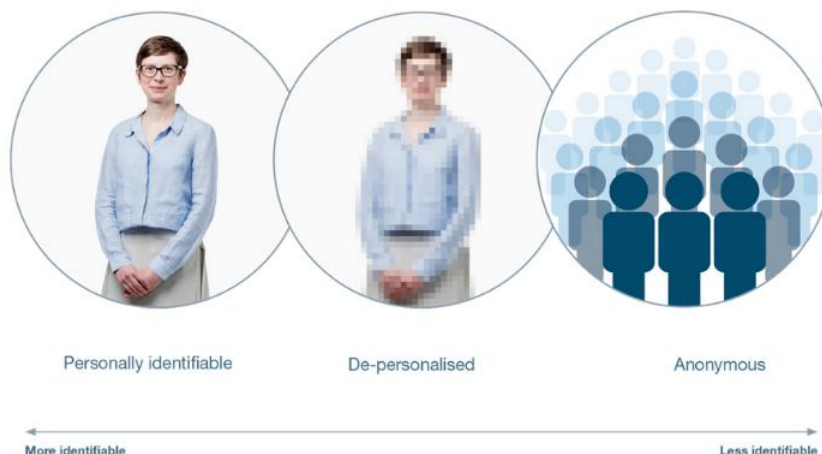 Personally identifiable
De-personalised
Anonymous
More identifiable
Less identifiable